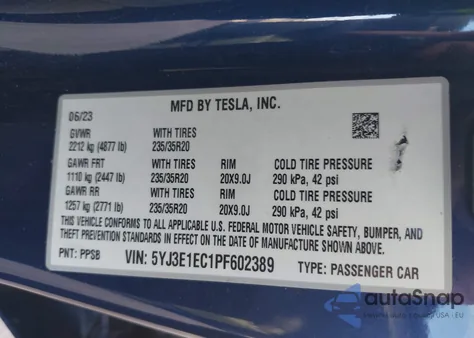 MFD BY TESLA, INC.
06/23
GVWR WITH TIRES
2212 kg (4877 lb) 235/35R20
GAWR FRT WITH TIRES RIM COLD TIRE PRESSURE
1110 kg (2447 lb) 235/35R20 20X9.0J 290 kPa, 42 psi
GAWR RR WITH TIRES RIM COLD TIRE PRESSURE
1257 kg (2771 lb) 235/35R20 20X9.0J 290 kPa, 42 psi
THIS VEHICLE CONFORMS TO ALL APPLICABLE U.S. FEDERAL MOTOR VEHICLE SAFETY, BUMPER, AND
THEFT PREVENTION STANDARDS IN EFFECT ON THE DATE OF MANUFACTURE SHOWN ABOVE.
PNT: PPSB VIN: 5YJ3E1EC1PF602389 TYPE: PASSENGER CAR
autoSnap